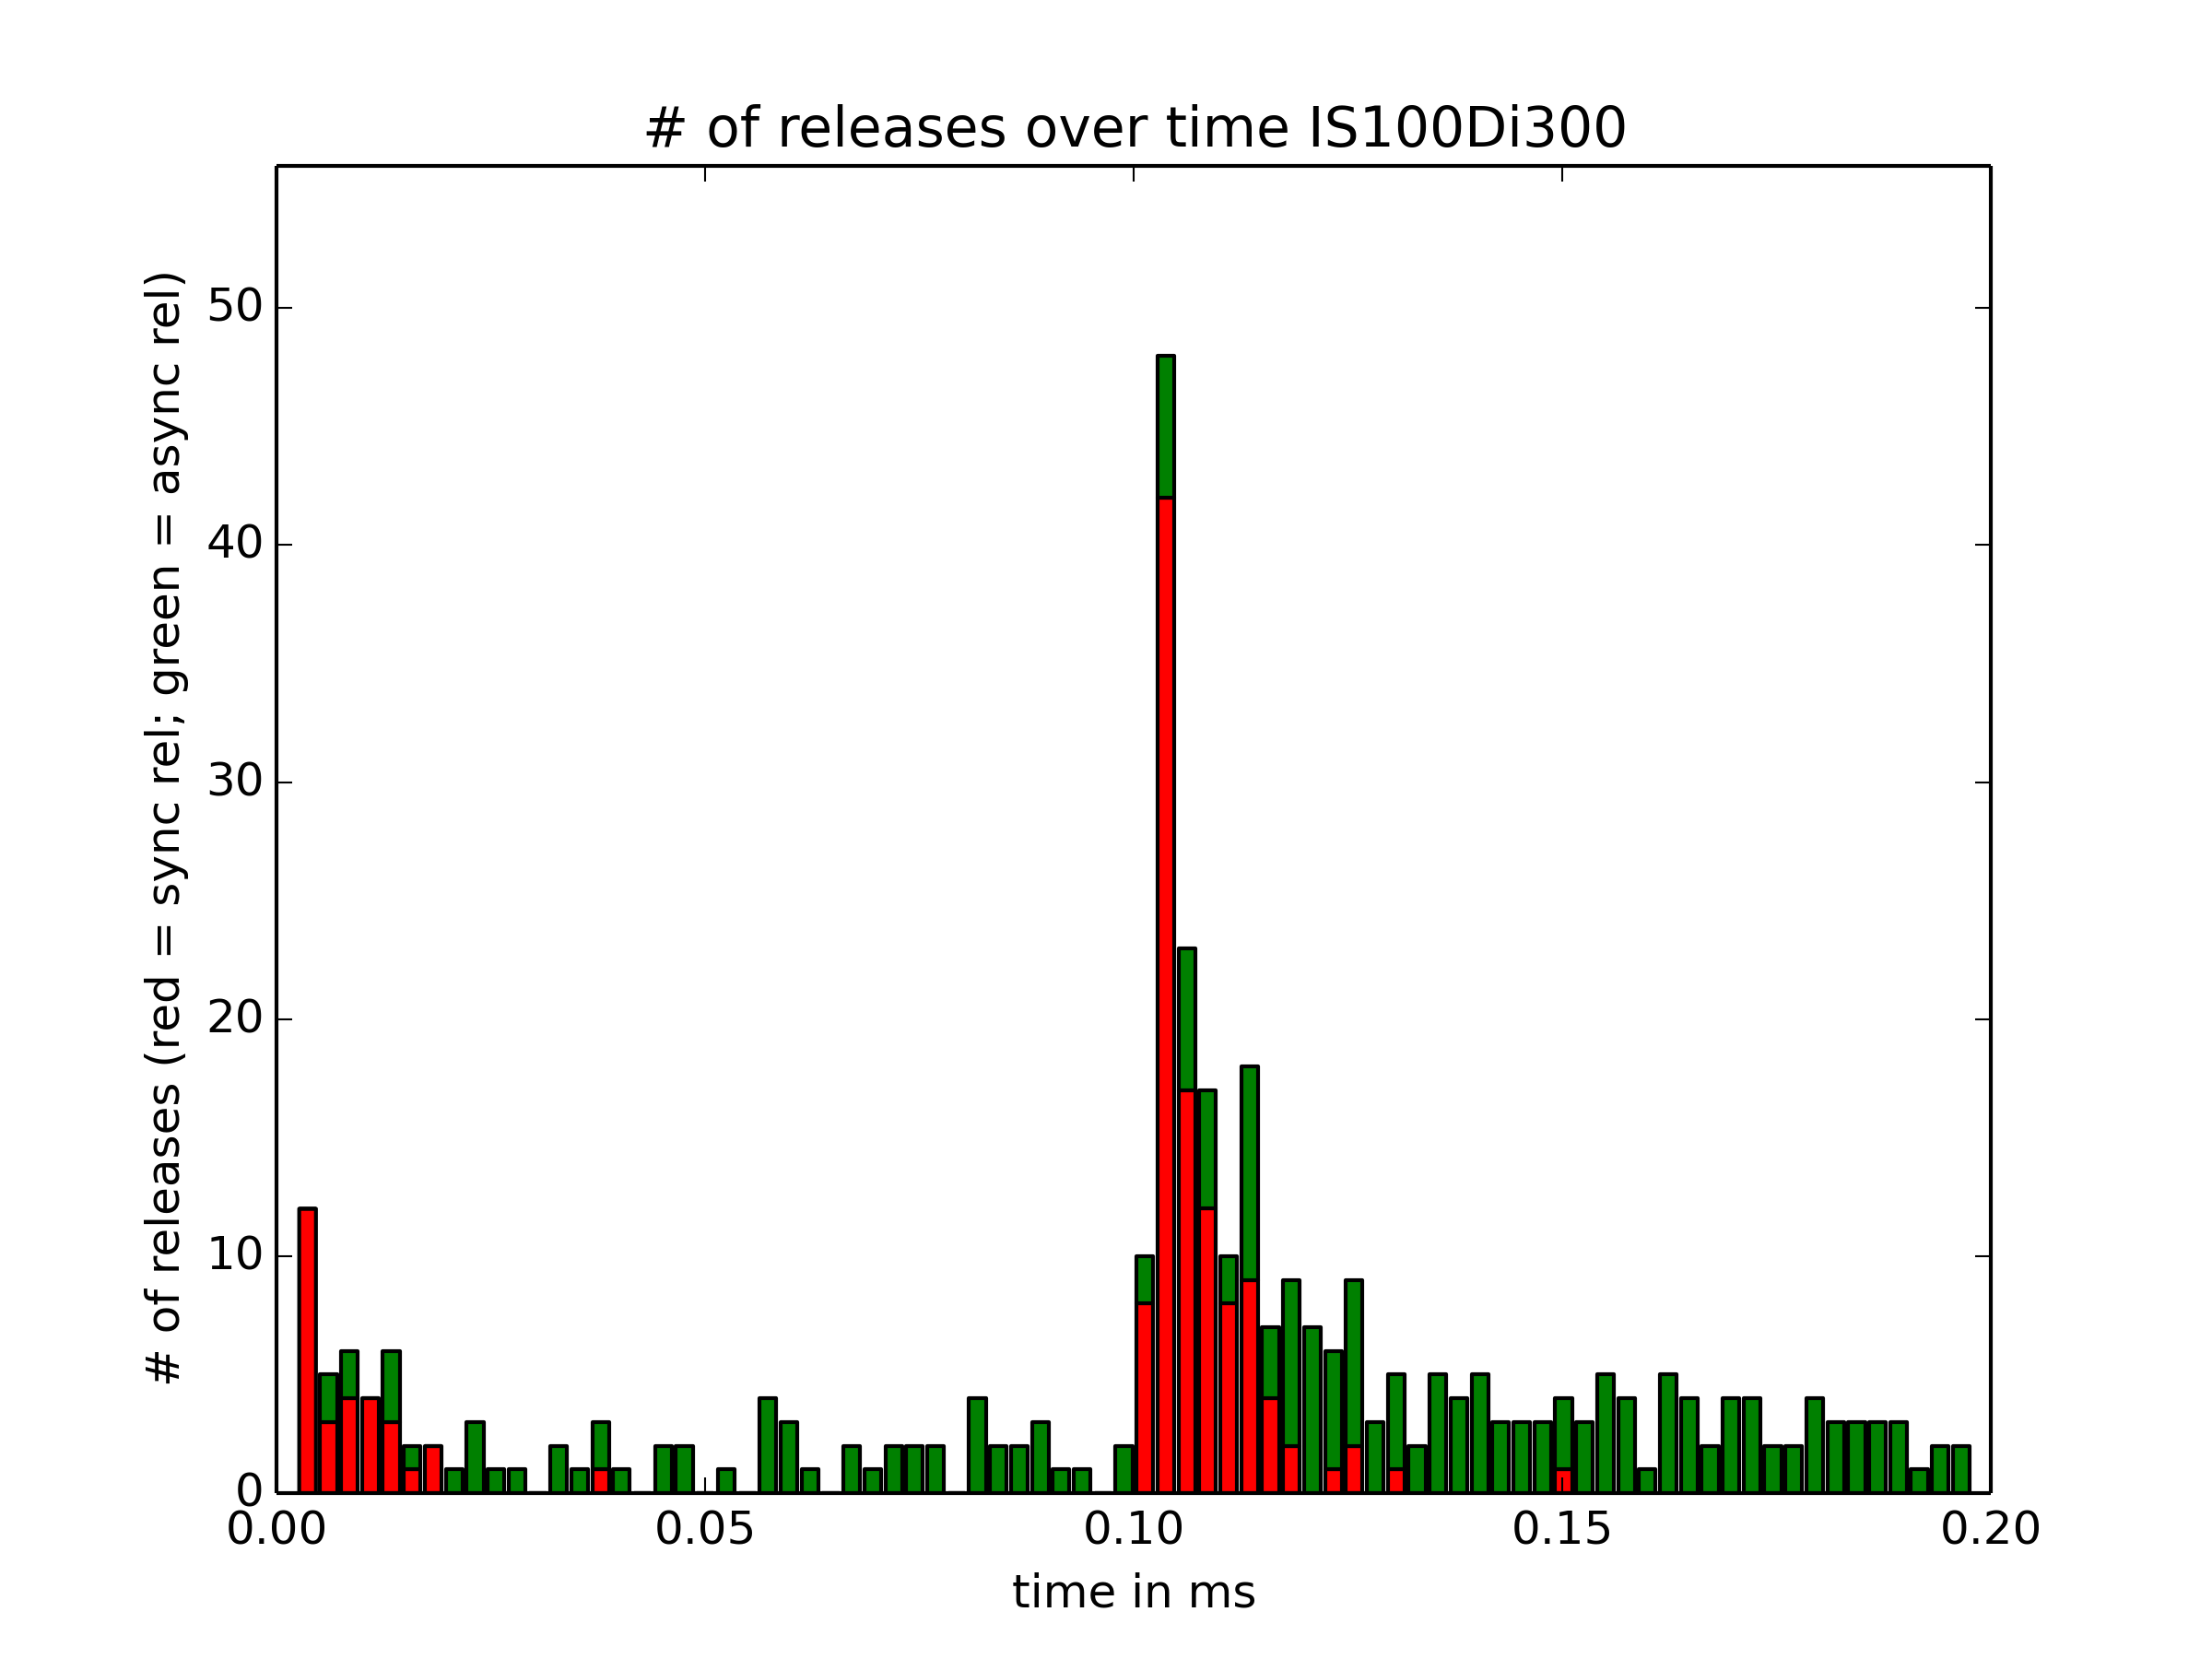 # of releases over time IS100Di300
# of releases (red = sync rel; green = async rel)
50
40
30
20
10
0
0.00 0.05 0.10 0.15 0.20
time in ms